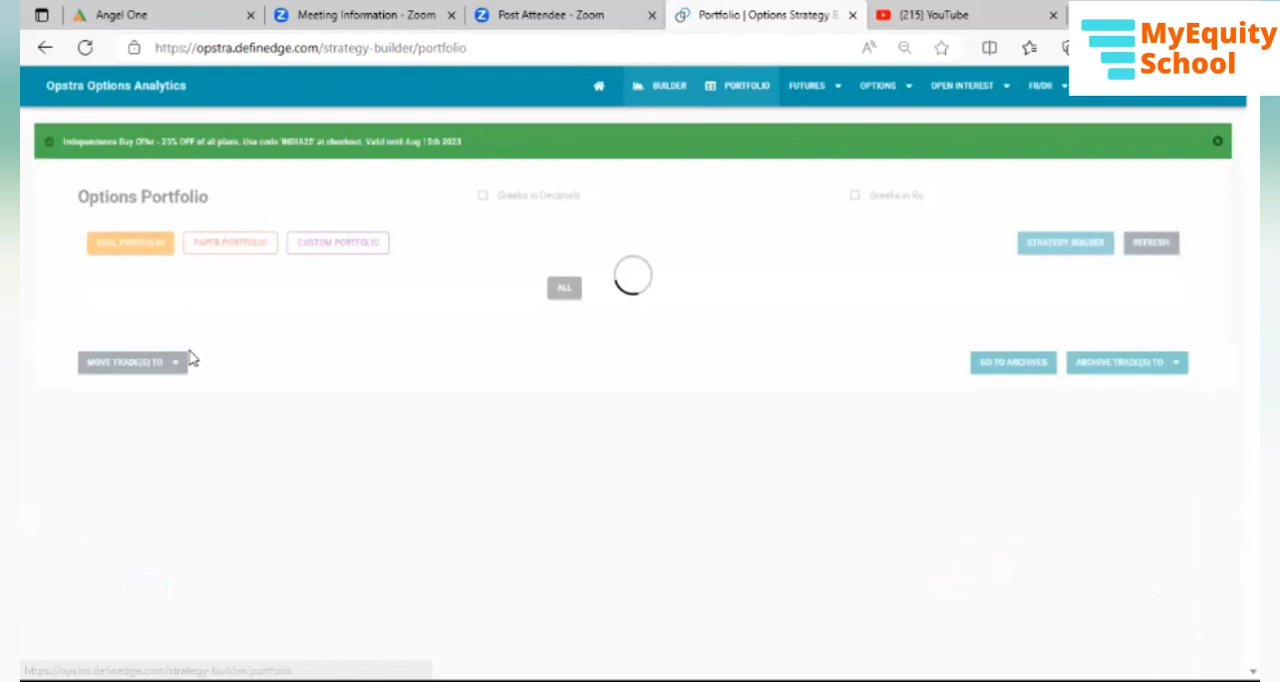 Angel One
Meeting Information - Zoom
Post Attendee - Zoom
Portfolio | Options Strategy B
(215) YouTube
MyEquity
School
https://opstra.definedge.com/strategy-builder/portfolio
Opstra Options Analytics
BUILDER
PORTFOLIO
FUTURES
OPTIONS
OPEN INTEREST
FII/DII
Independence Day Offer - 25% OFF of all plans. Use code 'INDIA25' at checkout. Valid until Aug 15th 2023
Options Portfolio
Greeks in Decimals
Greeks in Rs
REAL PORTFOLIO
PAPER PORTFOLIO
CUSTOM PORTFOLIO
STRATEGY BUILDER
REFRESH
ALL
MOVE TRADE(S) TO
GO TO ARCHIVES
ARCHIVE TRADE(S) TO
https://opstra.definedge.com/strategy-builder/portfolio